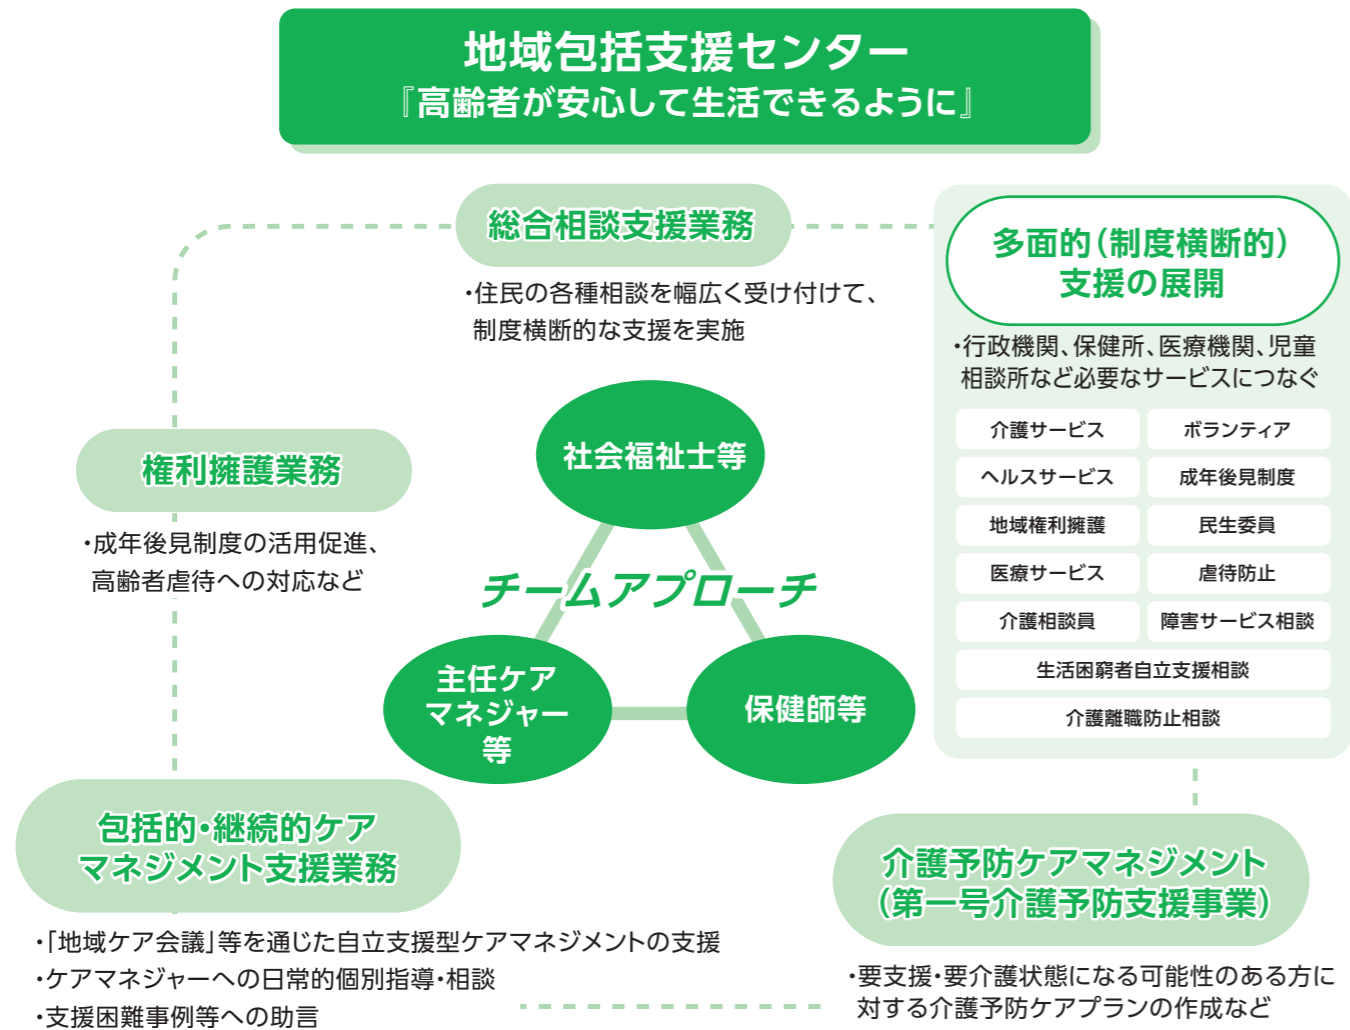 地域包括支援センター
『高齢者が安心して生活できるように』
総合相談支援業務
・住民の各種相談を幅広く受け付けて、
制度横断的な支援を実施
多面的（制度横断的）
支援の展開
・行政機関、保健所、医療機関、児童
相談所など必要なサービスにつなぐ
介護サービス
ボランティア
ヘルスサービス
成年後見制度
地域権利擁護
民生委員
医療サービス
虐待防止
介護相談員
障害サービス相談
生活困窮者自立支援相談
介護離職防止相談
権利擁護業務
・成年後見制度の活用促進、
高齢者虐待への対応など
社会福祉士等
チームアプローチ
主任ケア
マネジャー
等
保健師等
包括的・継続的ケア
マネジメント支援業務
・「地域ケア会議」等を通じた自立支援型ケアマネジメントの支援
・ケアマネジャーへの日常的個別指導・相談
・支援困難事例等への助言
介護予防ケアマネジメント
（第一号介護予防支援事業）
・要支援・要介護状態になる可能性のある方に
対する介護予防ケアプランの作成など